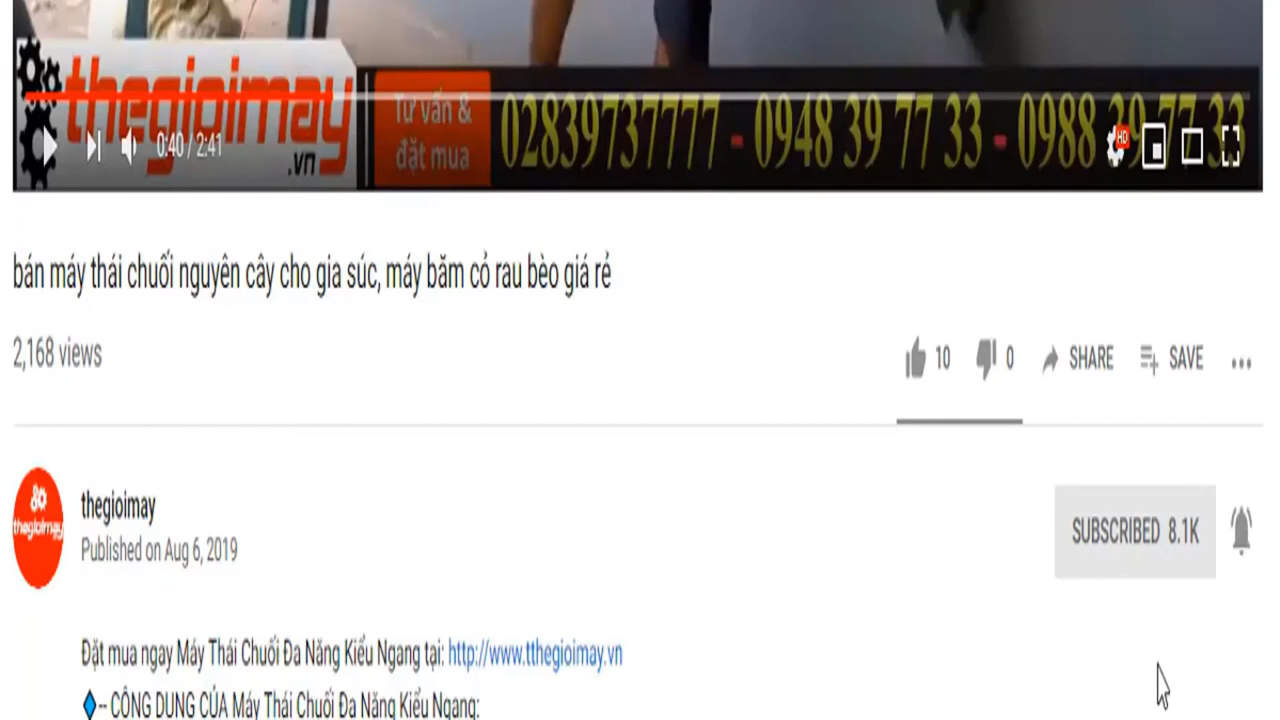 thegioimay
.vn
Tư vấn &
đặt mua
02839737777 - 0948 39 77 33 - 0988 39 77 33
0:40 / 2:41
HD
bán máy thái chuối nguyên cây cho gia súc, máy băm cỏ rau bèo giá rẻ
2,168 views
10 0 SHARE SAVE
thegioimay
thegioimay
Published on Aug 6, 2019
SUBSCRIBED 8.1K
Đặt mua ngay Máy Thái Chuối Đa Năng Kiểu Ngang tại: http://www.tthegioimay.vn
-- CÔNG DỤNG CỦA Máy Thái Chuối Đa Năng Kiểu Ngang: